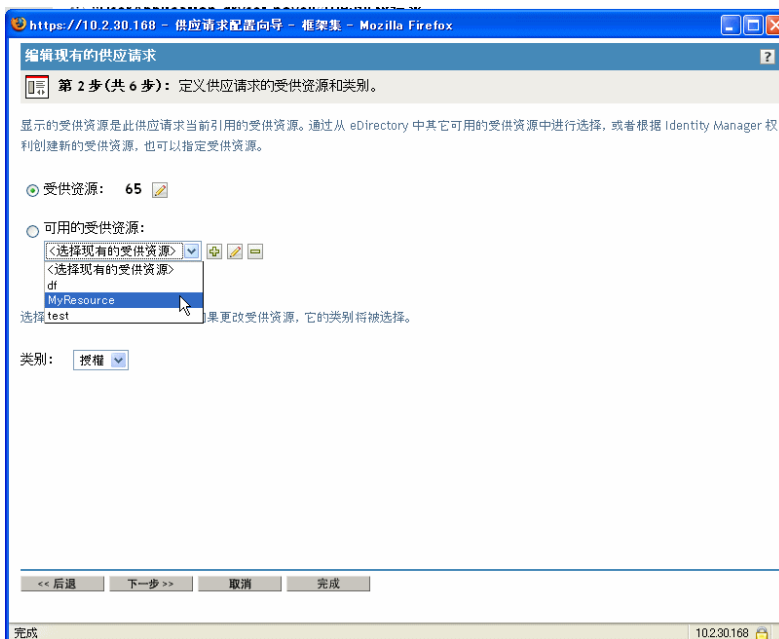 https://10.2.30.168 - 供应请求配置向导 - 框架集 - Mozilla Firefox
编辑现有的供应请求
?
第 2 步(共 6 步): 定义供应请求的受供资源和类别。
显示的受供资源是此供应请求当前引用的受供资源。通过从 eDirectory 中其它可用的受供资源中进行选择, 或者根据 Identity Manager 权
利创建新的受供资源, 也可以指定受供资源。
受供资源: 65
可用的受供资源:
<选择现有的受供资源>
<选择现有的受供资源>
df
MyResource
test
选择 果更改受供资源, 它的类别将被选择。
类别: 授權
<< 后退 下一步 >> 取消 完成
完成 10.2.30.168